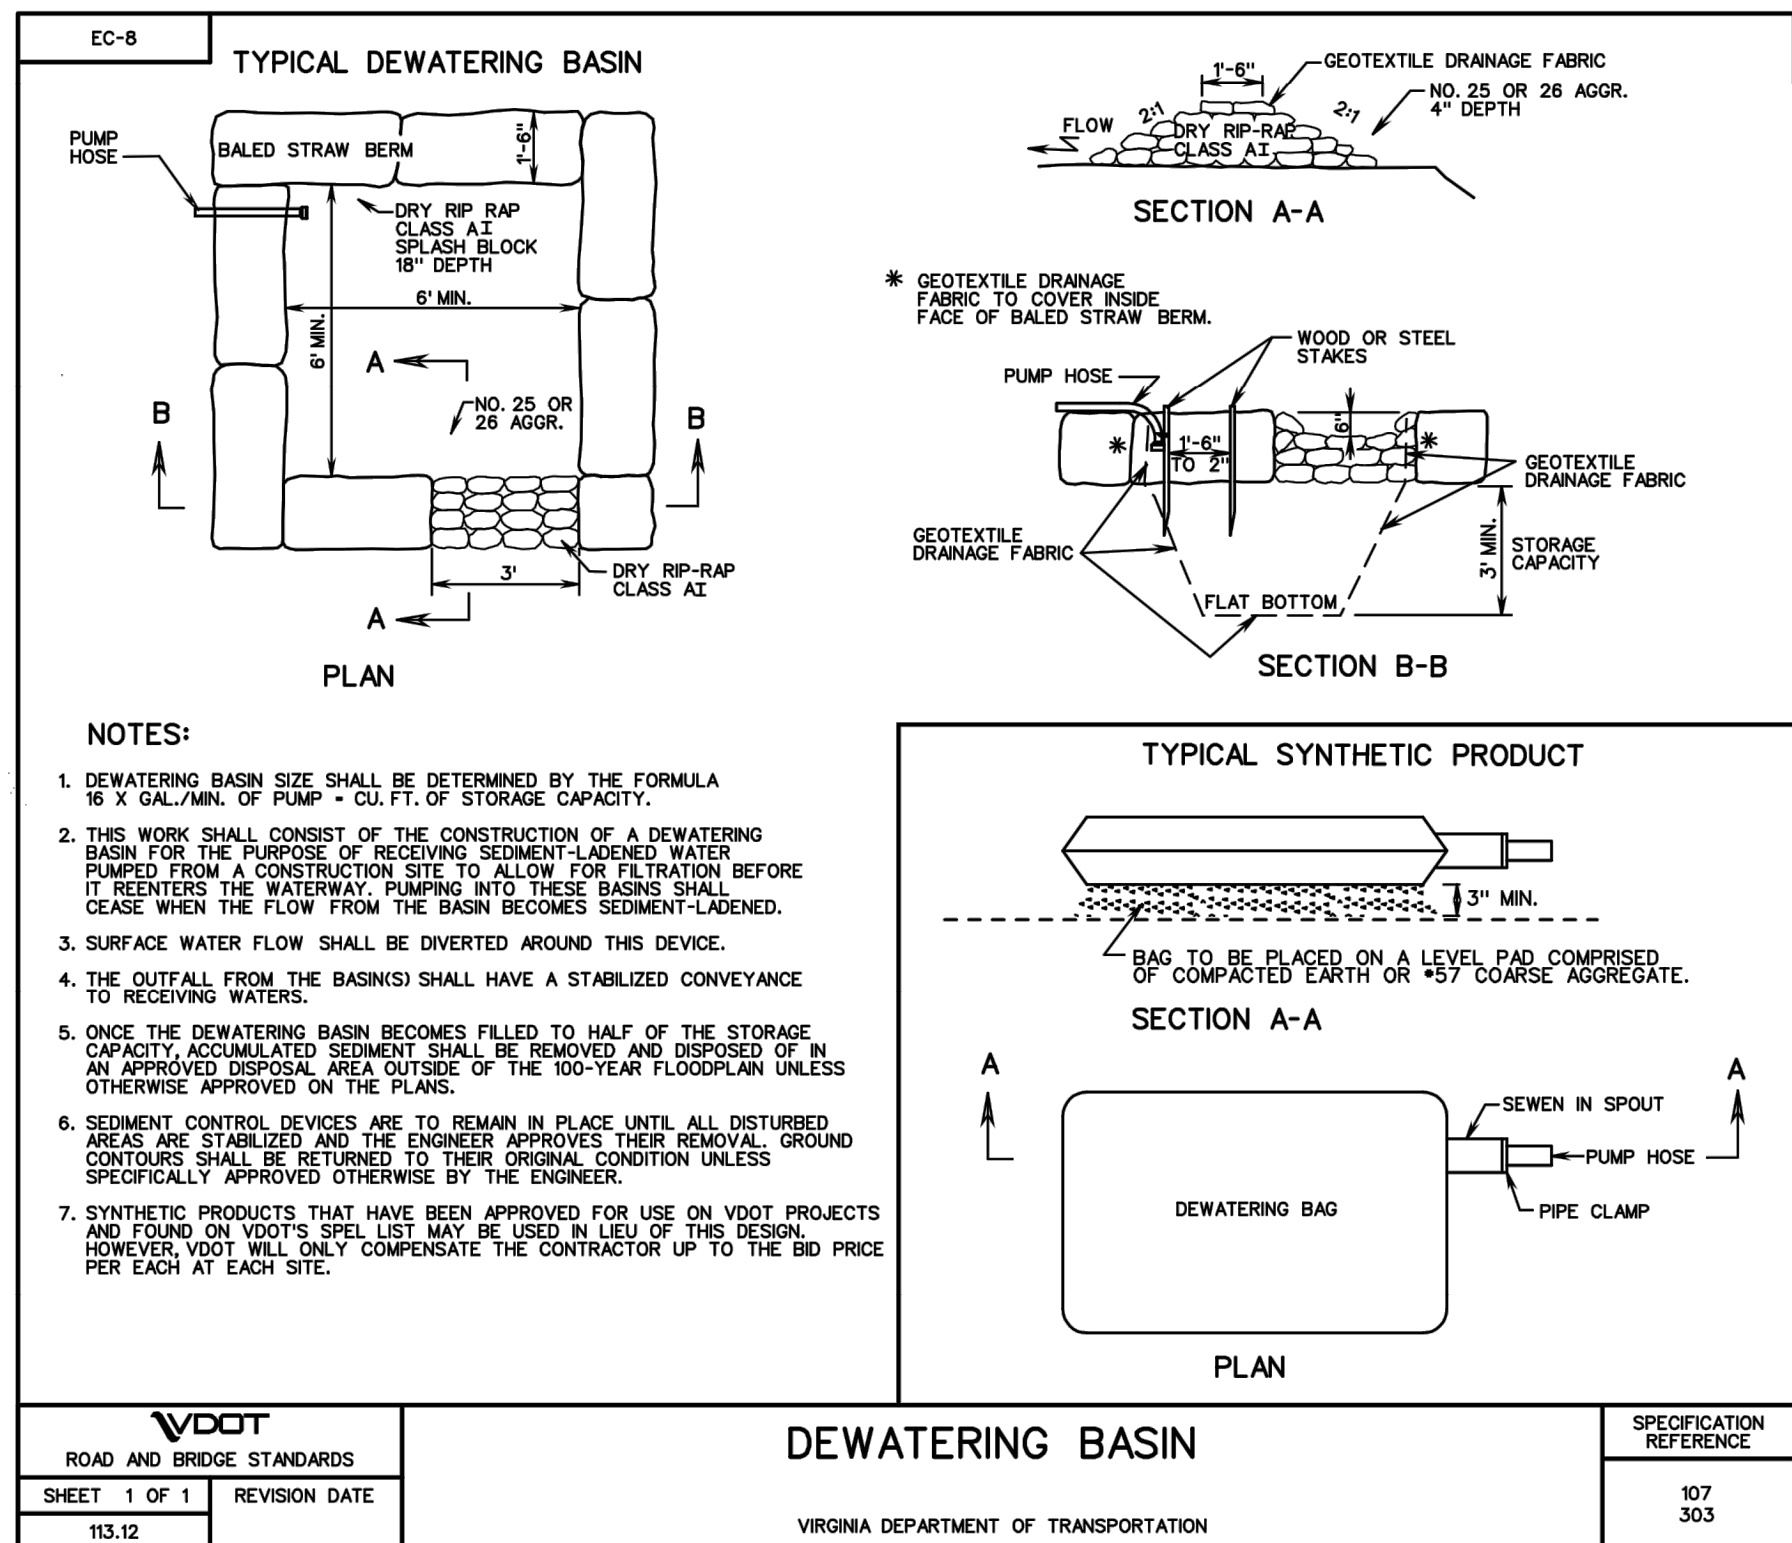 EC-8
TYPICAL DEWATERING BASIN
PUMP
HOSE
BALED STRAW BERM
1'-6"
DRY RIP RAP
CLASS AI
SPLASH BLOCK
18" DEPTH
6' MIN.
6' MIN.
A
NO. 25 OR
26 AGGR.
B
B
3'
DRY RIP-RAP
CLASS AI
A
PLAN
1'-6"
GEOTEXTILE DRAINAGE FABRIC
NO. 25 OR 26 AGGR.
4" DEPTH
2:1
2:1
FLOW
DRY RIP-RAP
CLASS AI
SECTION A-A
* GEOTEXTILE DRAINAGE
FABRIC TO COVER INSIDE
FACE OF BALED STRAW BERM.
WOOD OR STEEL
STAKES
PUMP HOSE
*
1'-6"
TO 2"
6"
*
GEOTEXTILE
DRAINAGE FABRIC
GEOTEXTILE
DRAINAGE FABRIC
3' MIN.
STORAGE
CAPACITY
FLAT BOTTOM
SECTION B-B
NOTES:
1. DEWATERING BASIN SIZE SHALL BE DETERMINED BY THE FORMULA
16 X GAL./MIN. OF PUMP = CU. FT. OF STORAGE CAPACITY.
2. THIS WORK SHALL CONSIST OF THE CONSTRUCTION OF A DEWATERING
BASIN FOR THE PURPOSE OF RECEIVING SEDIMENT-LADENED WATER
PUMPED FROM A CONSTRUCTION SITE TO ALLOW FOR FILTRATION BEFORE
IT REENTERS THE WATERWAY. PUMPING INTO THESE BASINS SHALL
CEASE WHEN THE FLOW FROM THE BASIN BECOMES SEDIMENT-LADENED.
3. SURFACE WATER FLOW SHALL BE DIVERTED AROUND THIS DEVICE.
4. THE OUTFALL FROM THE BASIN(S) SHALL HAVE A STABILIZED CONVEYANCE
TO RECEIVING WATERS.
5. ONCE THE DEWATERING BASIN BECOMES FILLED TO HALF OF THE STORAGE
CAPACITY, ACCUMULATED SEDIMENT SHALL BE REMOVED AND DISPOSED OF IN
AN APPROVED DISPOSAL AREA OUTSIDE OF THE 100-YEAR FLOODPLAIN UNLESS
OTHERWISE APPROVED ON THE PLANS.
6. SEDIMENT CONTROL DEVICES ARE TO REMAIN IN PLACE UNTIL ALL DISTURBED
AREAS ARE STABILIZED AND THE ENGINEER APPROVES THEIR REMOVAL. GROUND
CONTOURS SHALL BE RETURNED TO THEIR ORIGINAL CONDITION UNLESS
SPECIFICALLY APPROVED OTHERWISE BY THE ENGINEER.
7. SYNTHETIC PRODUCTS THAT HAVE BEEN APPROVED FOR USE ON VDOT PROJECTS
AND FOUND ON VDOT'S SPEL LIST MAY BE USED IN LIEU OF THIS DESIGN.
HOWEVER, VDOT WILL ONLY COMPENSATE THE CONTRACTOR UP TO THE BID PRICE
PER EACH AT EACH SITE.
TYPICAL SYNTHETIC PRODUCT
3" MIN.
BAG TO BE PLACED ON A LEVEL PAD COMPRISED
OF COMPACTED EARTH OR #57 COARSE AGGREGATE.
SECTION A-A
A
A
SEWEN IN SPOUT
PUMP HOSE
PIPE CLAMP
DEWATERING BAG
PLAN
VDOT
ROAD AND BRIDGE STANDARDS
SHEET 1 OF 1
REVISION DATE
113.12
DEWATERING BASIN
VIRGINIA DEPARTMENT OF TRANSPORTATION
SPECIFICATION
REFERENCE
107
303